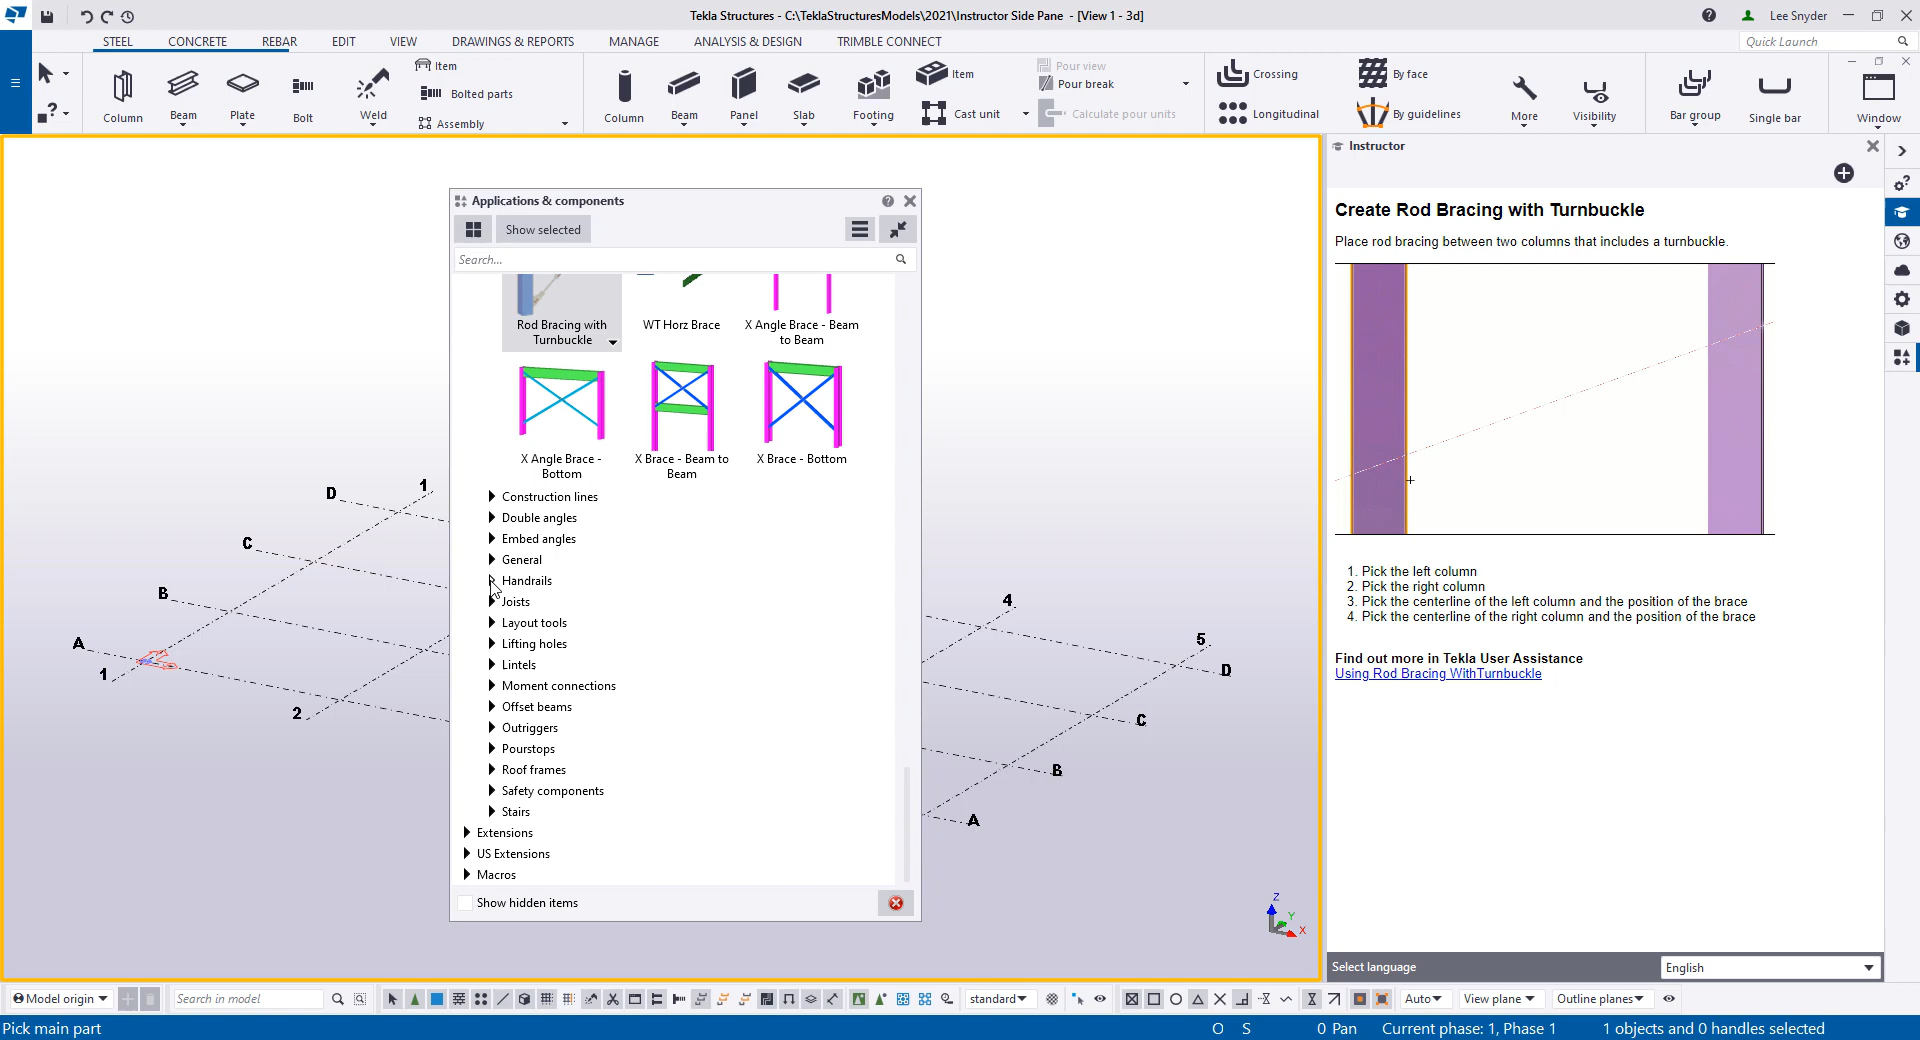 Tekla Structures - C:\TeklaStructuresModels\2021\Instructor Side Pane - [View 1 - 3d]
Lee Snyder
STEEL CONCRETE REBAR EDIT VIEW DRAWINGS & REPORTS MANAGE ANALYSIS & DESIGN TRIMBLE CONNECT
Quick Launch
Column Beam Plate Bolt Weld
Item
Bolted parts
Assembly
Column Beam Panel Slab Footing
Item
Cast unit
Pour view
Pour break
Calculate pour units
Crossing
Longitudinal
By face
By guidelines
More Visibility Bar group Single bar Window
Applications & components
Show selected
Search...
Rod Bracing with
Turnbuckle
WT Horz Brace
X Angle Brace - Beam
to Beam
X Angle Brace -
Bottom
X Brace - Beam to
Beam
X Brace - Bottom
Construction lines
Double angles
Embed angles
General
Handrails
Joists
Layout tools
Lifting holes
Lintels
Moment connections
Offset beams
Outriggers
Pourstops
Roof frames
Safety components
Stairs
Extensions
US Extensions
Macros
Show hidden items
D
1
C
B
A
1
2
4
5
D
C
B
A
Z
Y
X
Instructor
Create Rod Bracing with Turnbuckle
Place rod bracing between two columns that includes a turnbuckle.
1. Pick the left column
2. Pick the right column
3. Pick the centerline of the left column and the position of the brace
4. Pick the centerline of the right column and the position of the brace
Find out more in Tekla User Assistance
Using Rod Bracing WithTurnbuckle
Select language
English
Model origin
Search in model
standard
Auto
View plane
Outline planes
Pick main part
O S 0 Pan Current phase: 1, Phase 1 1 objects and 0 handles selected